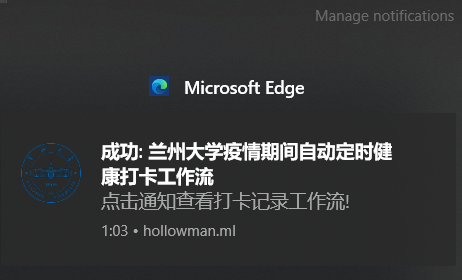 Manage notifications
Microsoft Edge
成功: 兰州大学疫情期间自动定时健
康打卡工作流
点击通知查看打卡记录工作流!
1:03 • hollowman.ml